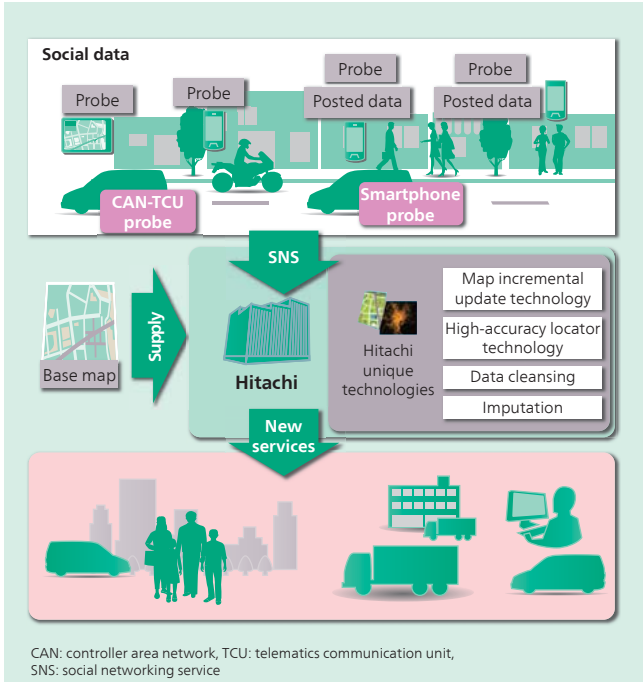 Social data
Probe
Probe
Probe
Posted data
Probe
Posted data
CAN-TCU
probe
Smartphone
probe
SNS
Base map
Supply
Hitachi
Hitachi
unique
technologies
Map incremental
update technology
High-accuracy locator
technology
Data cleansing
Imputation
New
services
CAN: controller area network, TCU: telematics communication unit,
SNS: social networking service